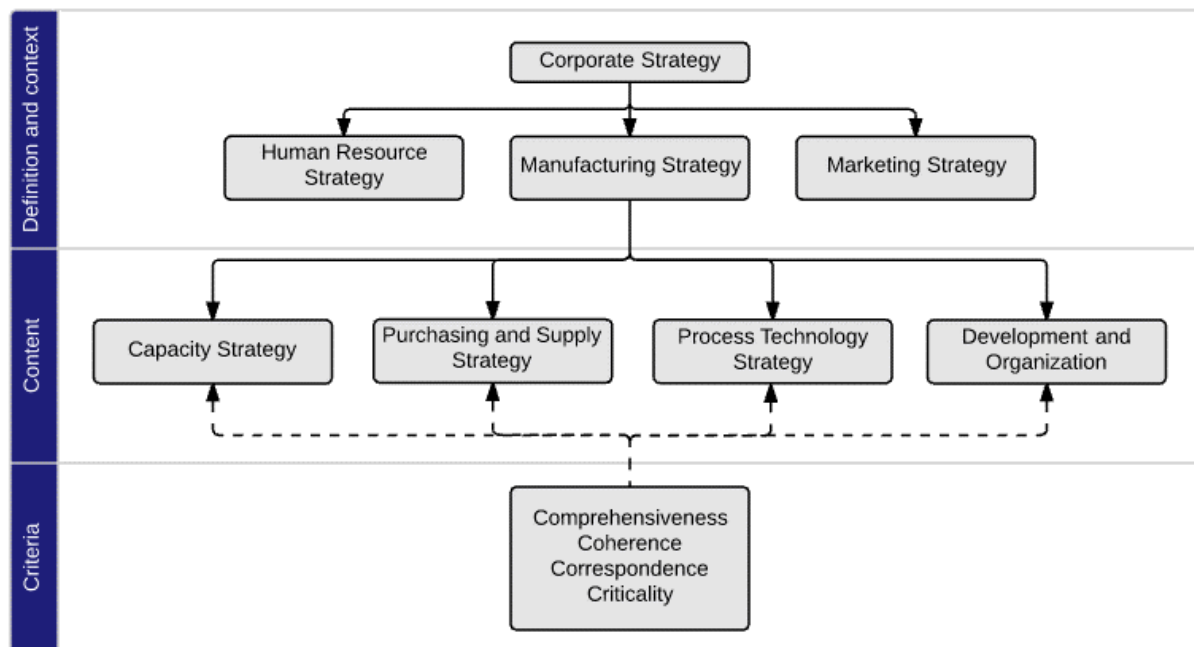 Definition and context
Corporate Strategy
Human Resource
Strategy
Manufacturing Strategy
Marketing Strategy
Content
Capacity Strategy
Purchasing and Supply
Strategy
Process Technology
Strategy
Development and
Organization
Criteria
Comprehensiveness
Coherence
Correspondence
Criticality